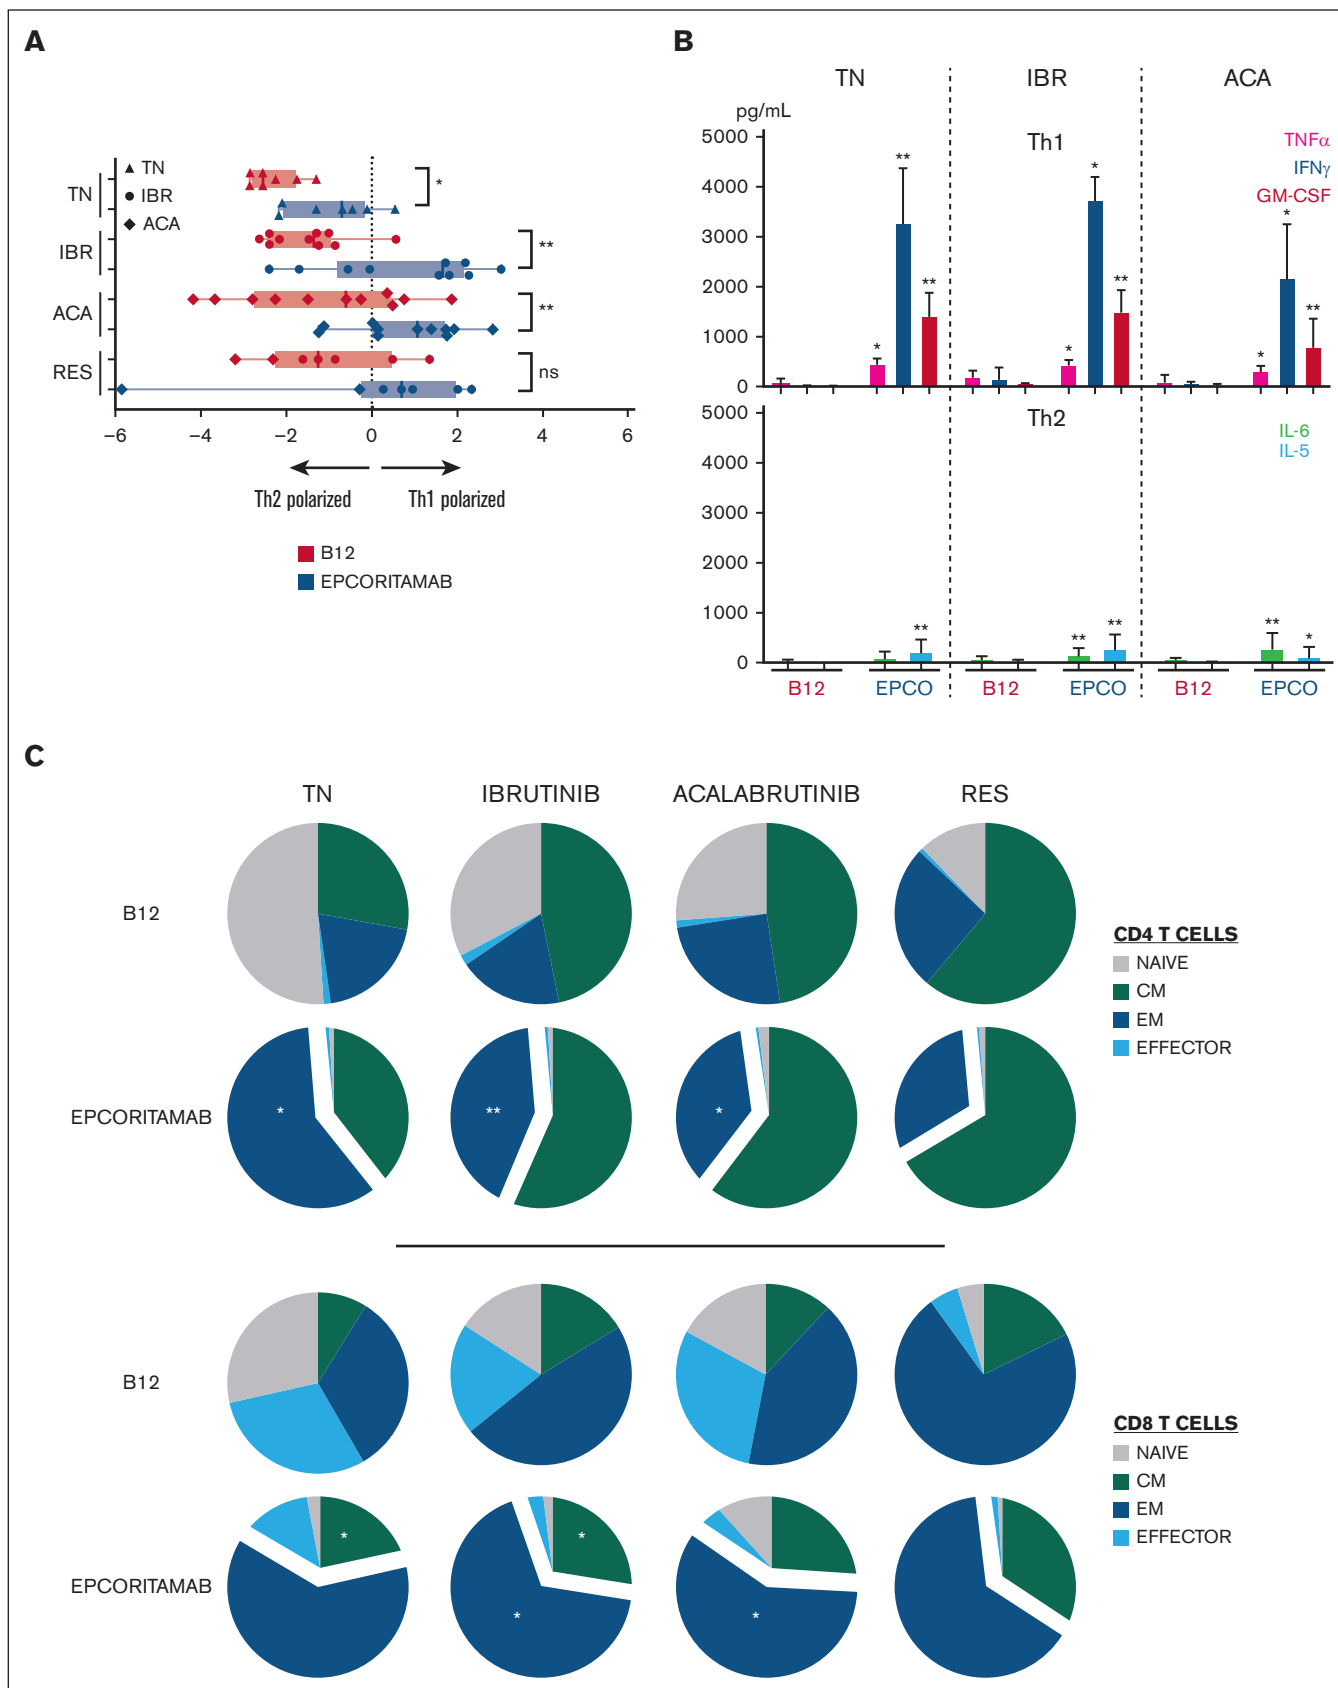 A
TN
IBR
ACA
TN
IBR
ACA
RES
*
**
**
ns
−6
−4
−2
0
2
4
6
Th2 polarized
Th1 polarized
B12
EPCORITAMAB
B
TN
IBR
ACA
pg/mL
Th1
TNFα
IFNγ
GM-CSF
5000
4000
3000
2000
1000
0
*
**
**
*
*
**
*
*
**
Th2
IL-6
IL-5
5000
4000
3000
2000
1000
0
**
**
**
**
*
B12
EPCO
B12
EPCO
B12
EPCO
C
TN
IBRUTINIB
ACALABRUTINIB
RES
B12
EPCORITAMAB
*
**
*
CD4 T CELLS
NAIVE
CM
EM
EFFECTOR
B12
EPCORITAMAB
*
*
*
*
CD8 T CELLS
NAIVE
CM
EM
EFFECTOR